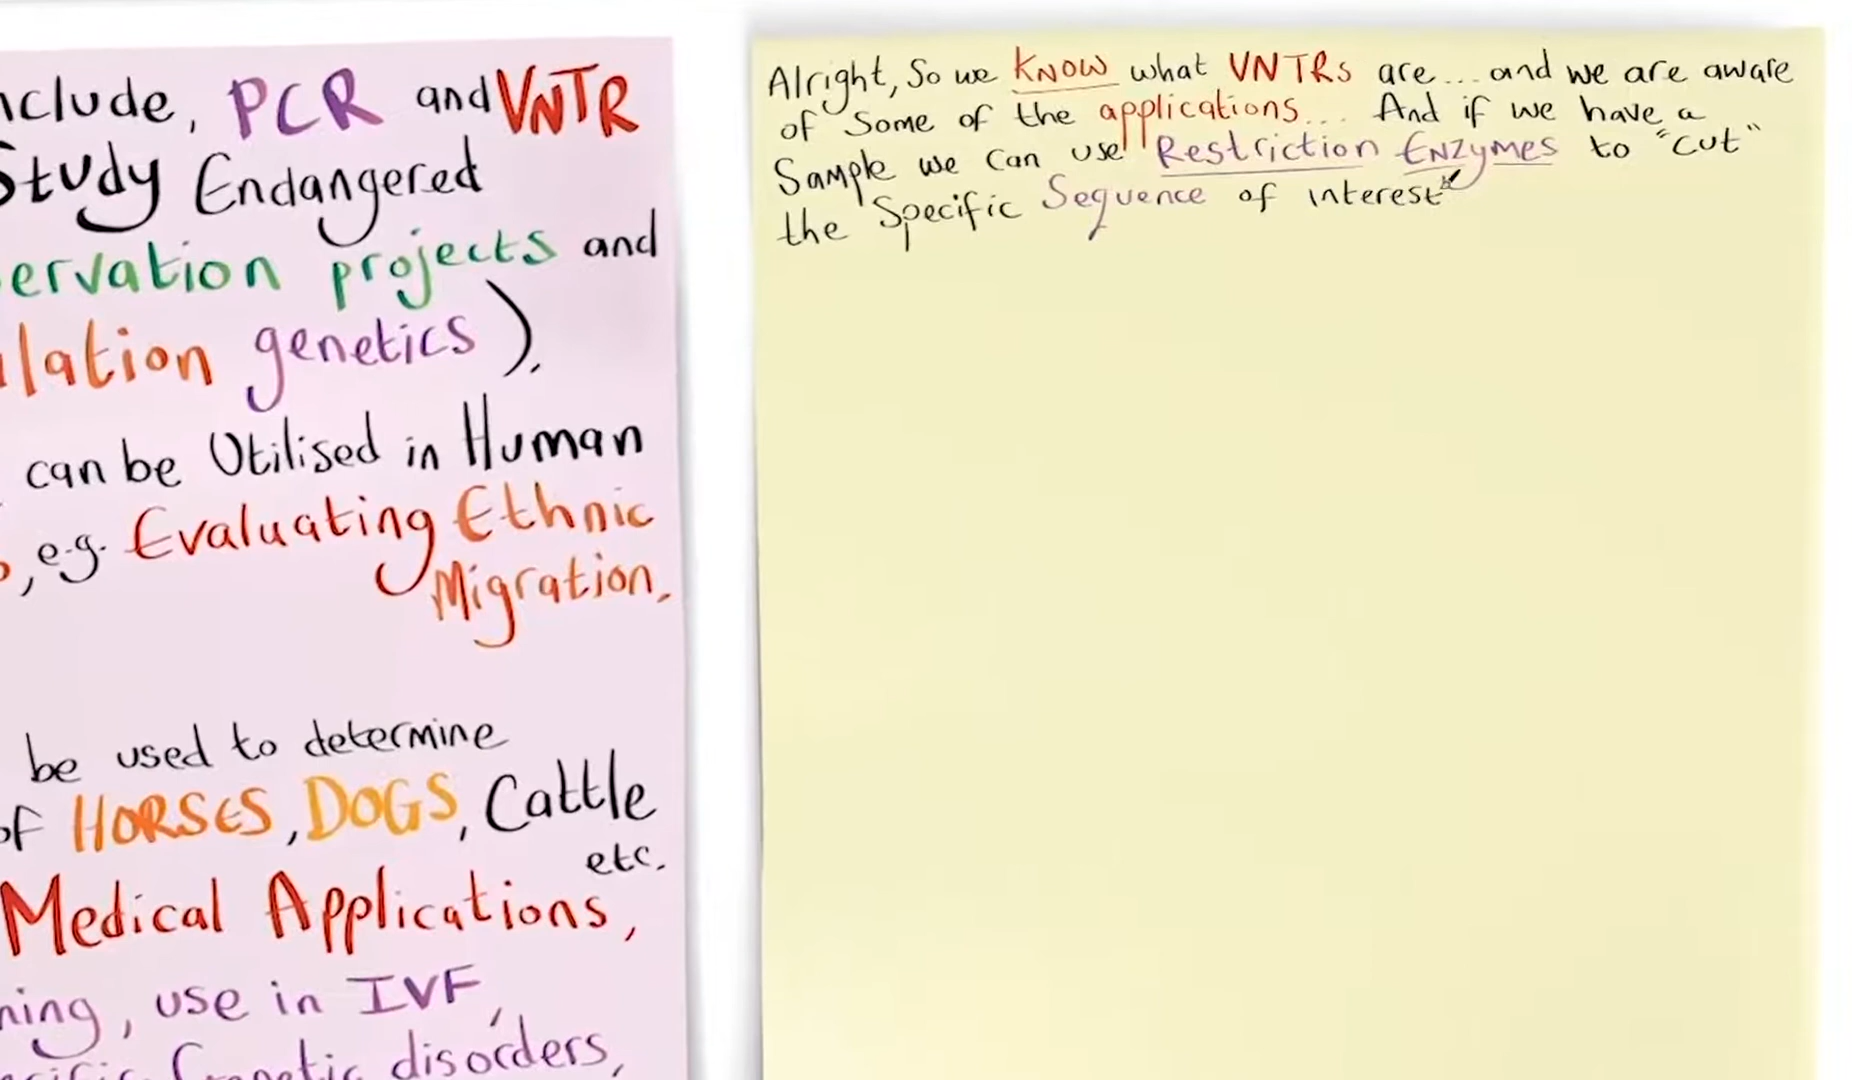 nclude, PCR and VNTR
Study Endangered
ervation projects and
lation genetics).
can be Utilised in Human
, e.g. Evaluating Ethnic
Migration.
be used to determine
of HORSES, DOGS, Cattle
etc.
Medical Applications,
ning, use in IVF,
Genetic disorders,
Alright, So we KNOW what VNTRs are... and we are aware
of Some of the applications... And if we have a
Sample we can use Restriction ENZymes to "cut"
the Specific Sequence of interest